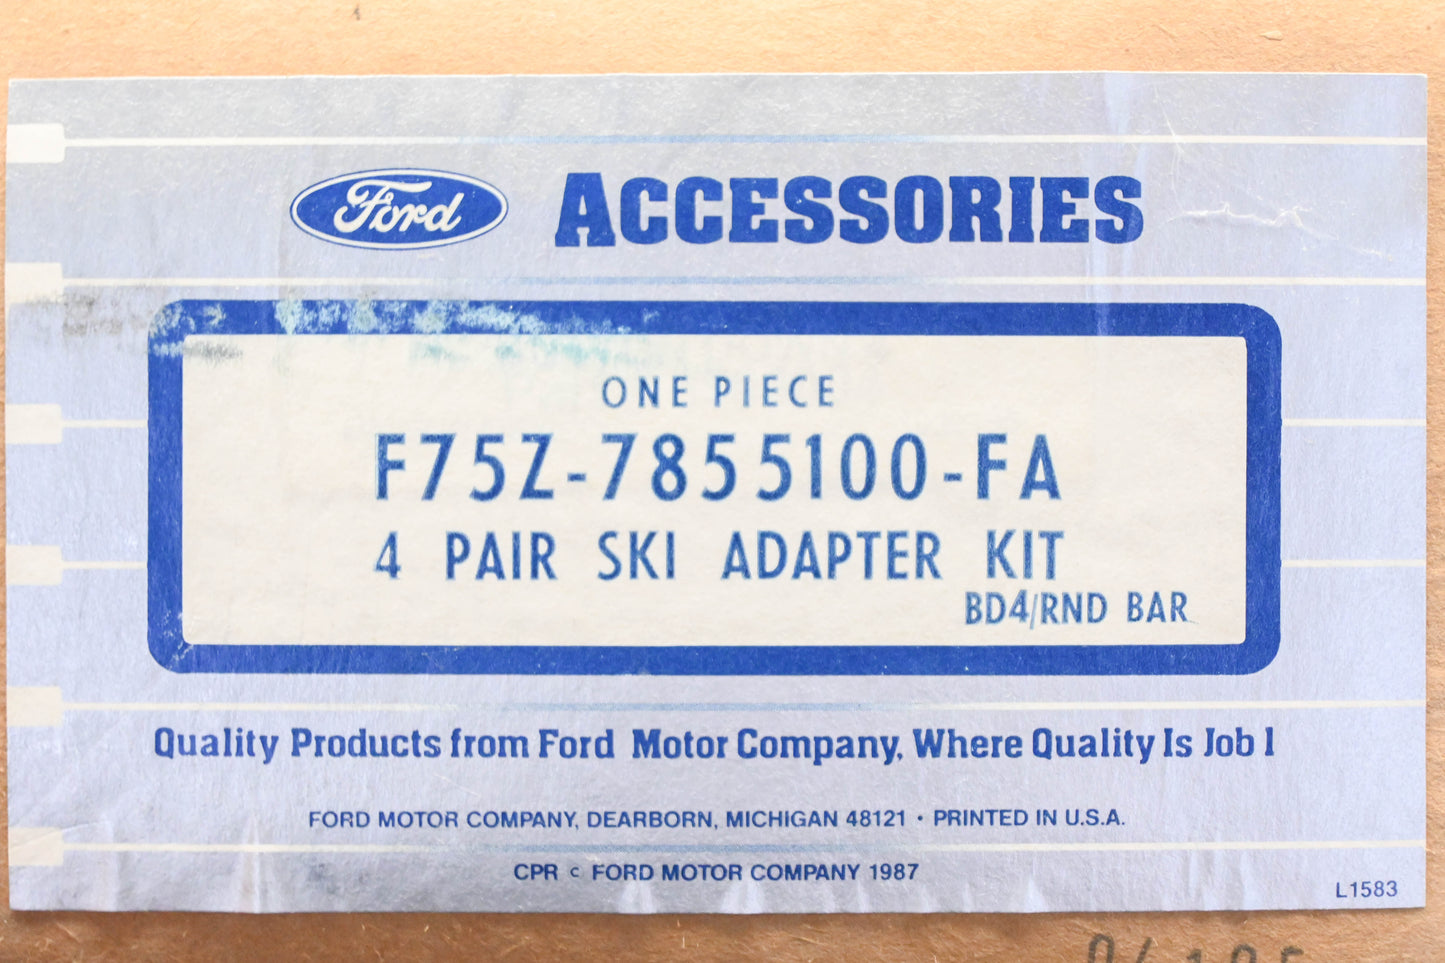 Ford ACCESSORIES
ONE PIECE
F75Z-7855100-FA
4 PAIR SKI ADAPTER KIT
BD4/RND BAR
Quality Products from Ford Motor Company, Where Quality Is Job 1
FORD MOTOR COMPANY, DEARBORN, MICHIGAN 48121 • PRINTED IN U.S.A.
CPR © FORD MOTOR COMPANY 1987
L1583